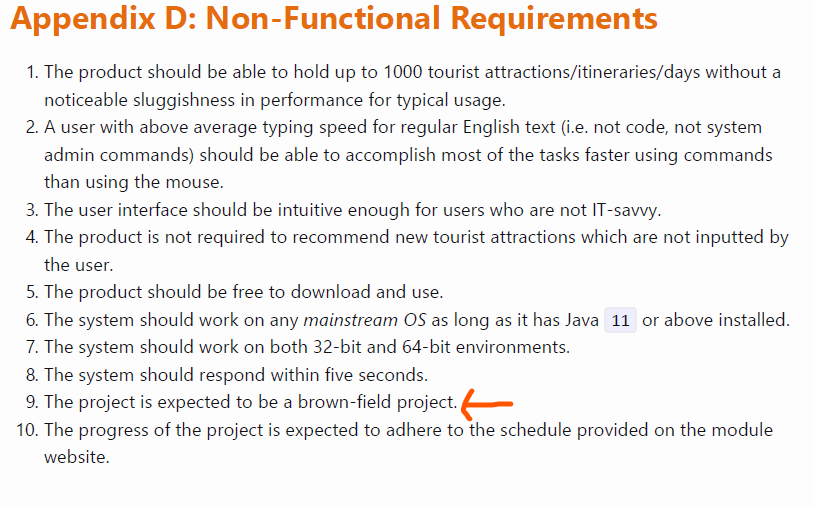 Appendix D: Non-Functional Requirements
1. The product should be able to hold up to 1000 tourist attractions/itineraries/days without a
noticeable sluggishness in performance for typical usage.
2. A user with above average typing speed for regular English text (i.e. not code, not system
admin commands) should be able to accomplish most of the tasks faster using commands
than using the mouse.
3. The user interface should be intuitive enough for users who are not IT-savvy.
4. The product is not required to recommend new tourist attractions which are not inputted by
the user.
5. The product should be free to download and use.
6. The system should work on any mainstream OS as long as it has Java 11 or above installed.
7. The system should work on both 32-bit and 64-bit environments.
8. The system should respond within five seconds.
9. The project is expected to be a brown-field project.
10. The progress of the project is expected to adhere to the schedule provided on the module
website.